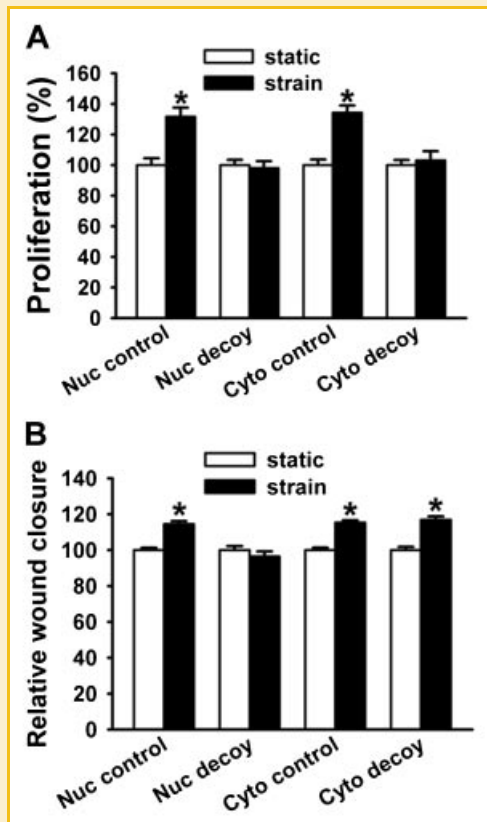 A
static
strain
Proliferation (%)
160
140
120
100
80
60
40
20
0
* *
Nuc control
Nuc decoy
Cyto control
Cyto decoy
B
static
strain
Relative wound closure
140
120
100
80
60
40
20
0
* * *
Nuc control
Nuc decoy
Cyto control
Cyto decoy